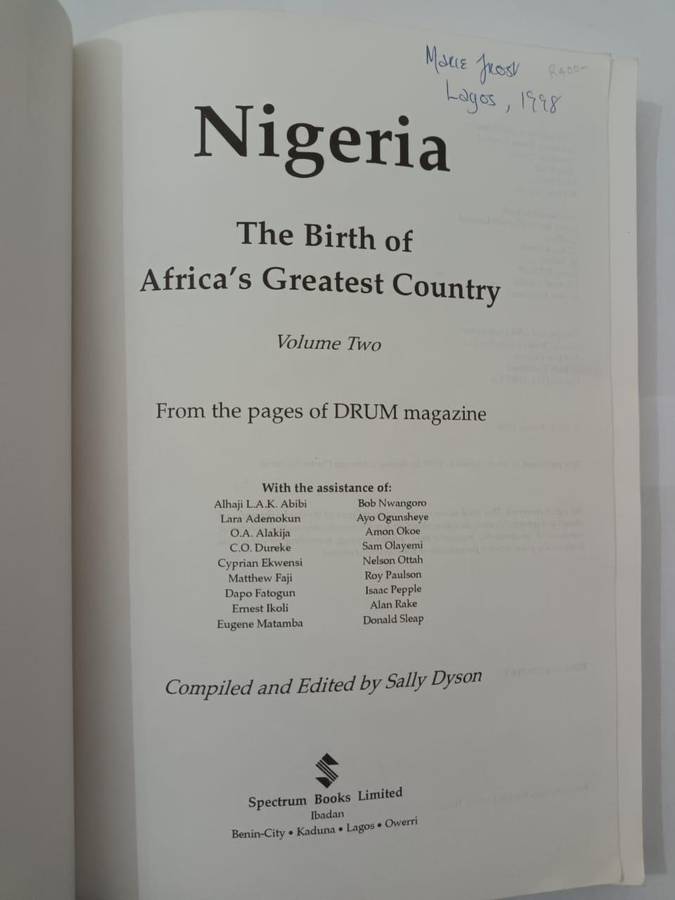 Marie Frost
Lagos, 1998
Nigeria
The Birth of
Africa's Greatest Country
Volume Two
From the pages of DRUM magazine
With the assistance of:
Alhaji L.A.K. Abibi
Lara Ademokun
O.A. Alakija
C.O. Dureke
Cyprian Ekwensi
Matthew Faji
Dapo Fatogun
Ernest Ikoli
Eugene Matamba
Bob Nwangoro
Ayo Ogunsheye
Amon Okoe
Sam Olayemi
Nelson Ottah
Roy Paulson
Isaac Pepple
Alan Rake
Donald Sleap
Compiled and Edited by Sally Dyson
Spectrum Books Limited
Ibadan
Benin-City • Kaduna • Lagos • Owerri